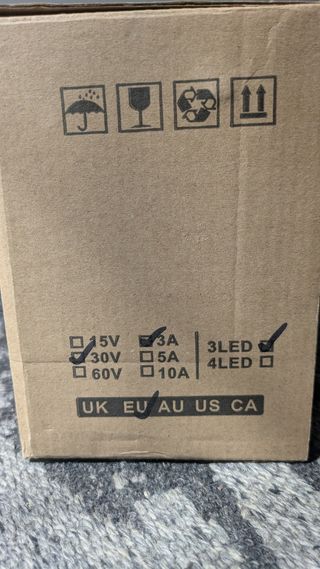 15V 3A 3LED
30V 5A 4LED
60V 10A
UK EU AU US CA